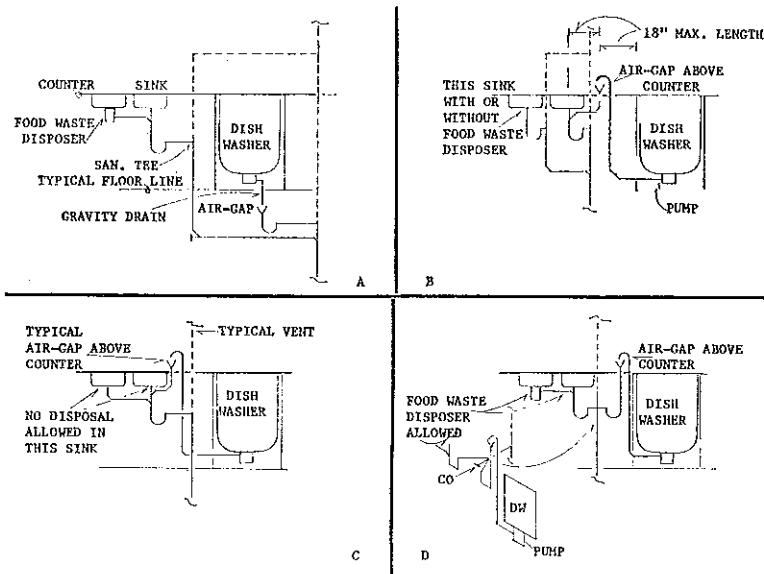 COUNTER
SINK
FOOD WASTE
DISPOSER
DISH
WASHER
SAN. TEE
TYPICAL FLOOR LINE
GRAVITY DRAIN
AIR-GAP
A
18" MAX. LENGTH
AIR-GAP ABOVE
COUNTER
THIS SINK
WITH OR
WITHOUT
FOOD WASTE
DISPOSER
DISH
WASHER
PUMP
B
TYPICAL
AIR-GAP ABOVE
COUNTER
TYPICAL VENT
NO DISPOSAL
ALLOWED IN
THIS SINK
DISH
WASHER
C
AIR-GAP ABOVE
COUNTER
FOOD WASTE
DISPOSER
ALLOWED
DISH
WASHER
CO
DW
PUMP
D